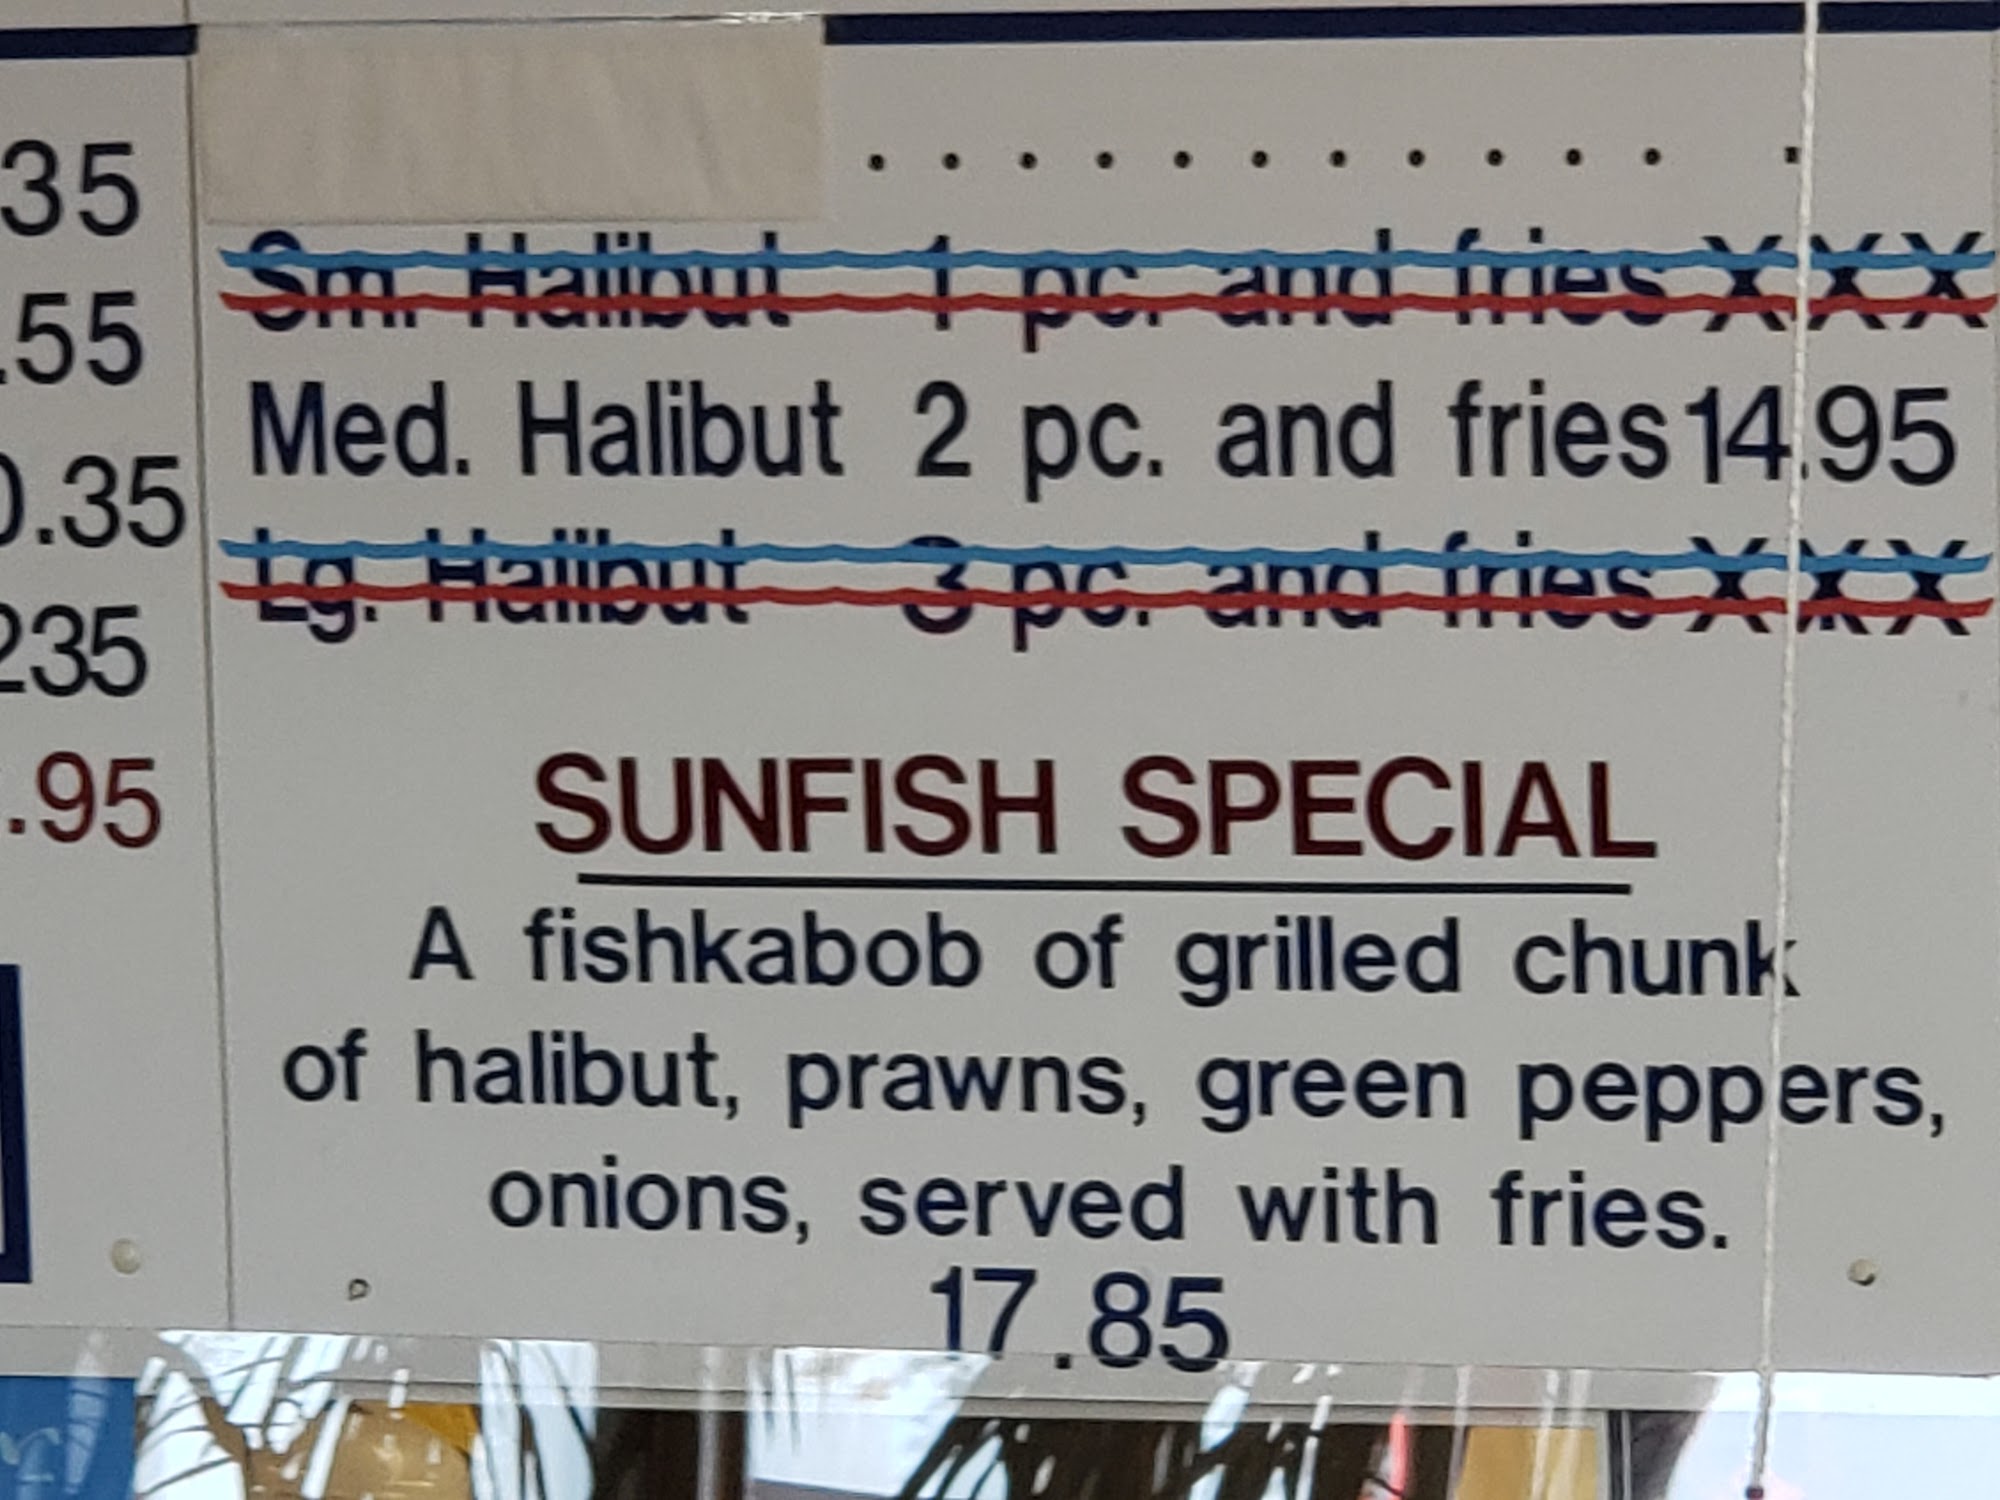 35
.55
0.35
235
.95
. . . . . . . . . . . .
Sm. Halibut 1 pc. and fries X X X
Med. Halibut 2 pc. and fries 14.95
Lg. Halibut 3 pc. and fries X X X
SUNFISH SPECIAL
A fishkabob of grilled chunk
of halibut, prawns, green peppers,
onions, served with fries.
17.85